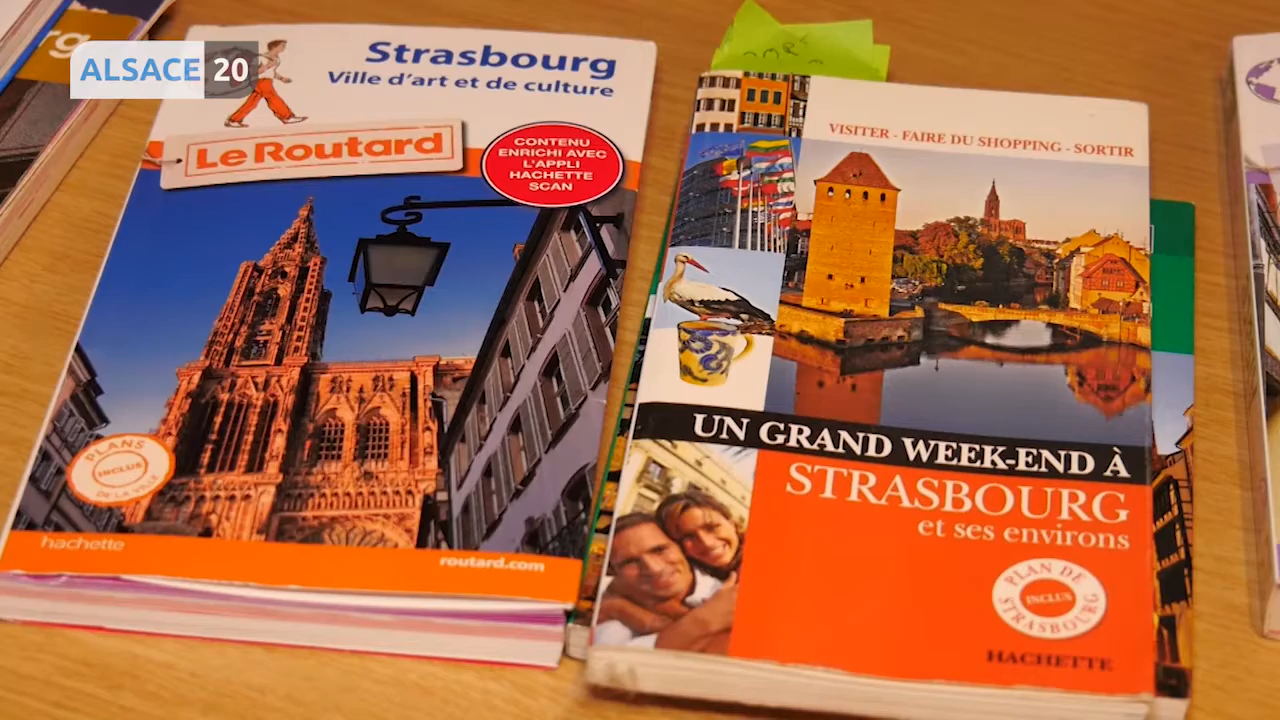 ALSACE 20
Strasbourg
Ville d'art et de culture
Le Routard
CONTENU
ENRICHI AVEC
L'APPLI
HACHETTE
SCAN
PLANS
INCLUS
DE LA VILLE
hachette
routard.com
VISITER - FAIRE DU SHOPPING - SORTIR
UN GRAND WEEK-END À
STRASBOURG
et ses environs
PLAN DE
INCLUS
STRASBOURG
HACHETTE